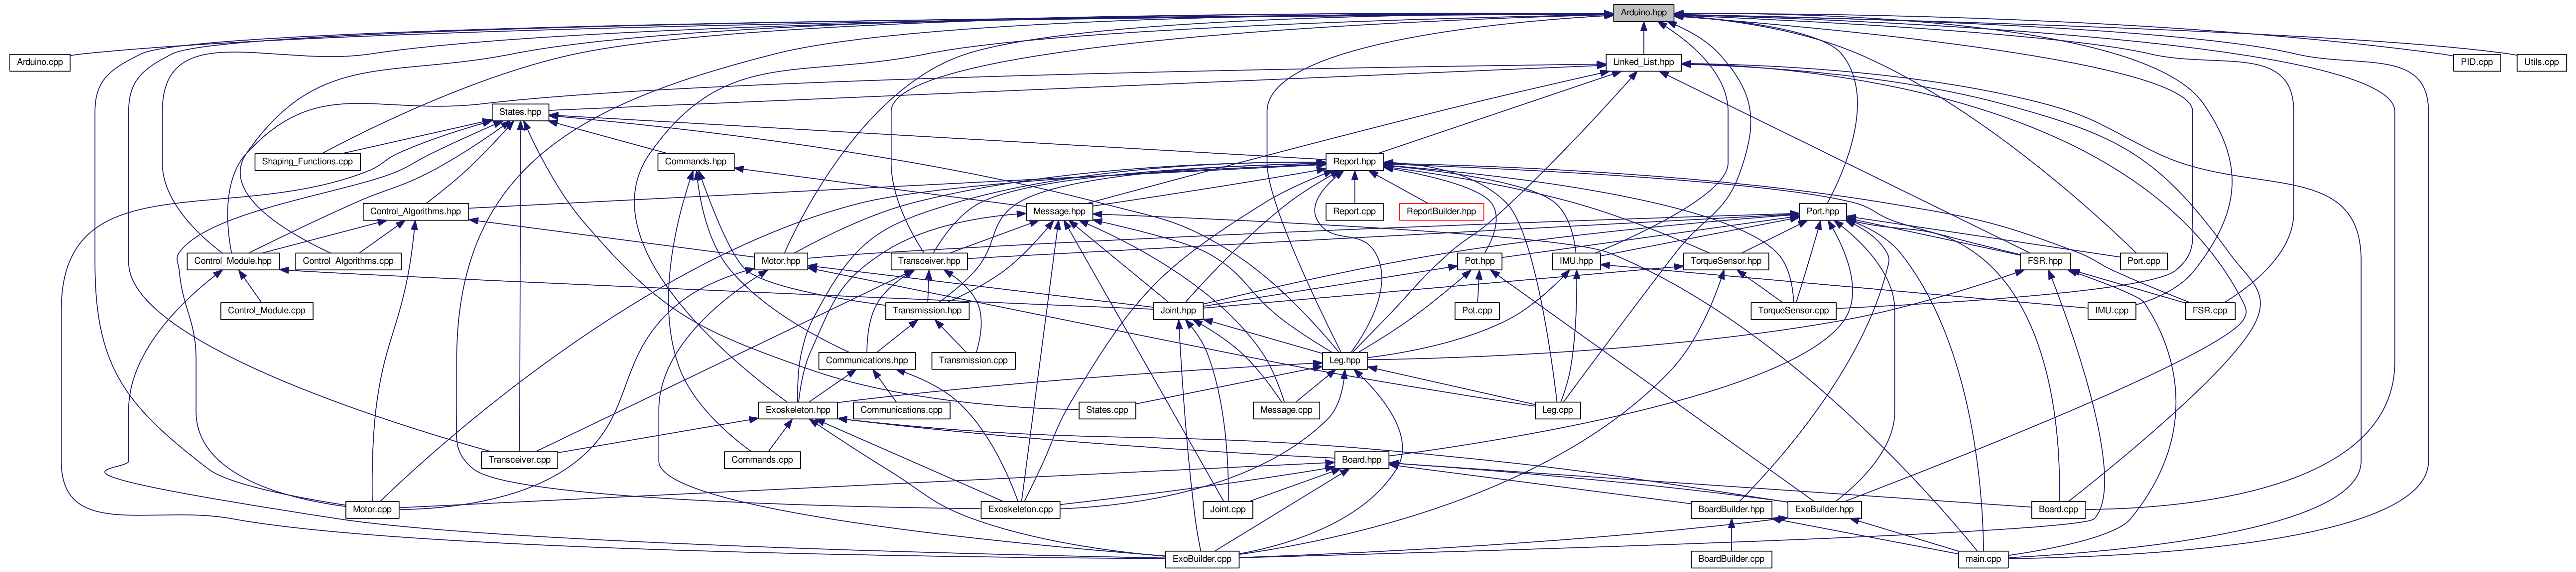 Arduino.hpp
Arduino.cpp
Linked_List.hpp
PID.cpp
Utils.cpp
States.hpp
Shaping_Functions.cpp
Commands.hpp
Report.hpp
Control_Algorithms.hpp
Message.hpp
Report.cpp
ReportBuilder.hpp
Port.hpp
Control_Module.hpp
Control_Algorithms.cpp
Motor.hpp
Transceiver.hpp
Pot.hpp
IMU.hpp
TorqueSensor.hpp
FSR.hpp
Port.cpp
Control_Module.cpp
Transmission.hpp
Joint.hpp
Pot.cpp
TorqueSensor.cpp
IMU.cpp
FSR.cpp
Communications.hpp
Transmission.cpp
Leg.hpp
Exoskeleton.hpp
Communications.cpp
States.cpp
Message.cpp
Leg.cpp
Transceiver.cpp
Commands.cpp
Board.hpp
Motor.cpp
Exoskeleton.cpp
Joint.cpp
BoardBuilder.hpp
ExoBuilder.hpp
Board.cpp
ExoBuilder.cpp
BoardBuilder.cpp
main.cpp